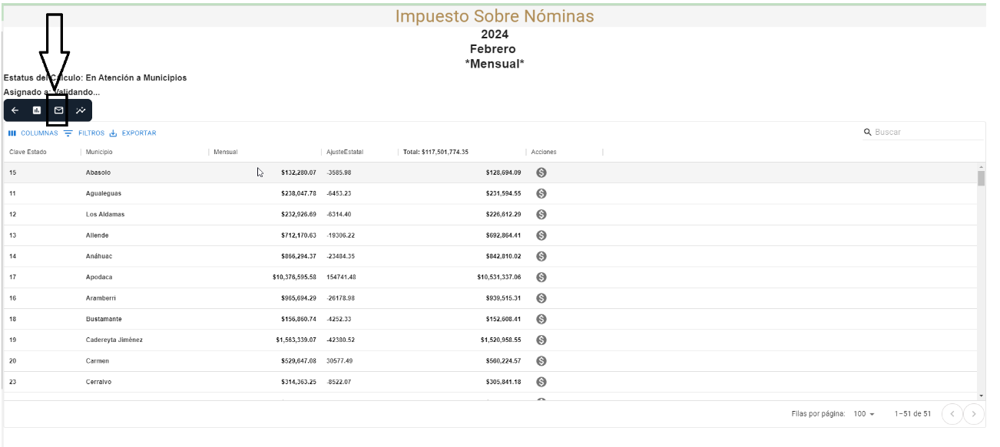 Impuesto Sobre Nóminas
2024
Febrero
*Mensual*
Estatus del Cálculo: En Atención a Municipios
Asignado a: Validando...
COLUMNAS FILTROS EXPORTAR Buscar
Clave Estado Municipio Mensual AjusteEstatal Total: $117,501,774.35 Acciones
15 Abasolo $132,280.07 -3585.98 $128,694.09
11 Agualeguas $238,047.78 -6453.23 $231,594.55
12 Los Aldamas $232,926.69 -6314.40 $226,612.29
13 Allende $712,170.63 -19306.22 $692,864.41
14 Anáhuac $866,294.37 -23484.35 $842,810.02
17 Apodaca $10,376,595.58 154741.48 $10,531,337.06
16 Aramberri $965,694.29 -26178.98 $939,515.31
18 Bustamante $156,860.74 -4252.33 $152,608.41
19 Cadereyta Jiménez $1,563,339.07 -42380.52 $1,520,958.55
20 Carmen $529,647.08 30577.49 $560,224.57
23 Cerralvo $314,363.25 -8522.07 $305,841.18
Filas por página: 100 1–51 de 51